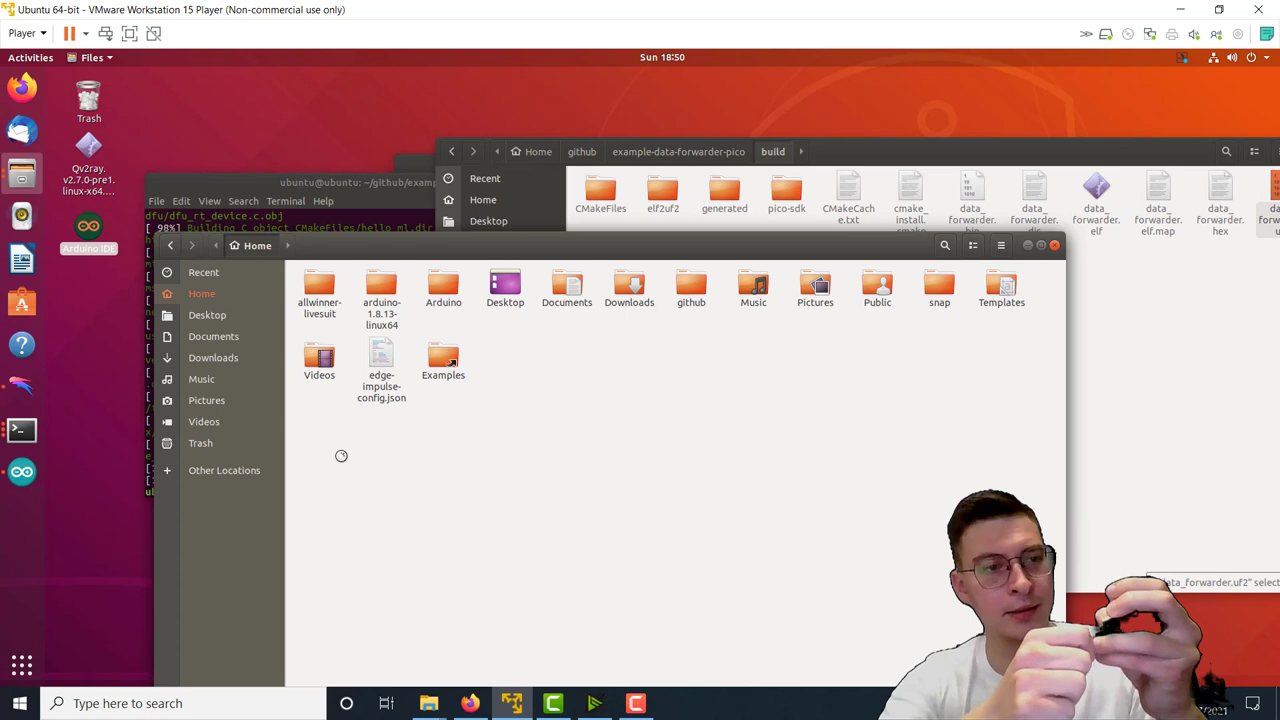 Ubuntu 64-bit - VMware Workstation 15 Player (Non-commercial use only)
Player
Activities
Files
Sun 18:50
Trash
Qv2ray.
v2.7.0-pre1.
linux-x64....
Arduino IDE
Home
github
example-data-forwarder-pico
build
Recent
Home
Desktop
CMakeFiles
elf2uf2
generated
pico-sdk
CMakeCache.txt
cmake_
install.
data_
forwarder.
data_
forwarder.
data_
forwarder.
elf
data_
forwarder.
elf.map
data_
forwarder.
hex
ubuntu@ubuntu: ~/github/exam
File Edit View Search Terminal Help
dfu/dfu_rt_device.c.obj
[ 98%] Building C object CMakeFiles/hello_ml.dir
Home
Recent
Home
Desktop
Documents
Downloads
Music
Pictures
Videos
Trash
Other Locations
allwinner-
livesuit
arduino-
1.8.13-
linux64
Arduino
Desktop
Documents
Downloads
github
Music
Pictures
Public
snap
Templates
Videos
edge-
impulse-
config.json
Examples
data_forwarder.uf2" select
Type here to search